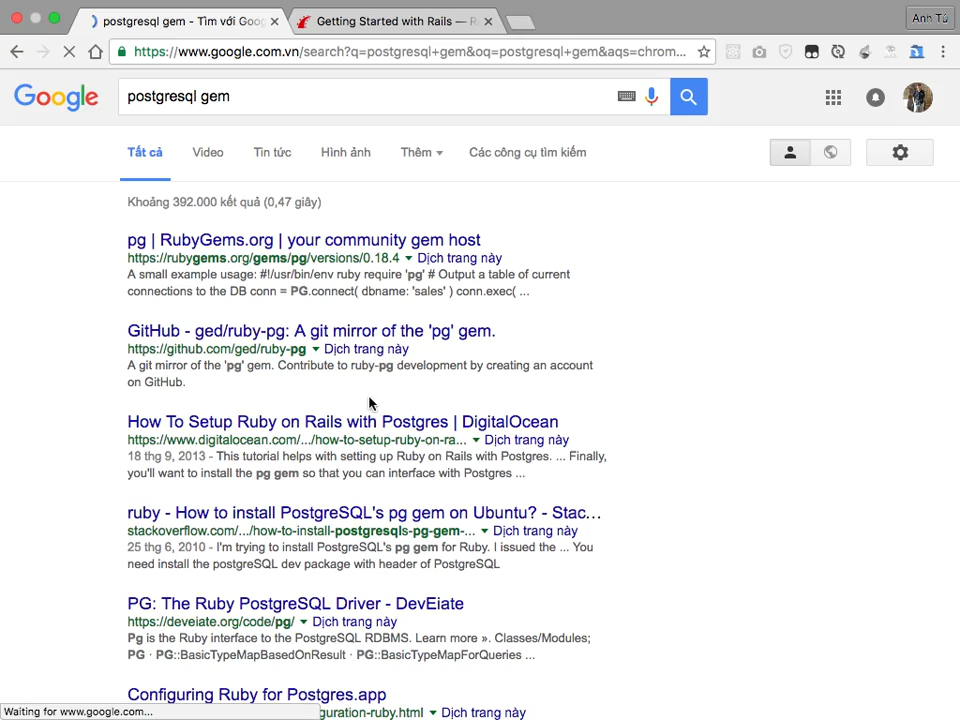 postgresql gem - Tìm với Goog
Getting Started with Rails — R
Anh Tú
https://www.google.com.vn/search?q=postgresql+gem&oq=postgresql+gem&aqs=chrom...
Google
postgresql gem
Tất cả
Video
Tin tức
Hình ảnh
Thêm
Các công cụ tìm kiếm
Khoảng 392.000 kết quả (0,47 giây)
pg | RubyGems.org | your community gem host
https://rubygems.org/gems/pg/versions/0.18.4 Dịch trang này
A small example usage: #!/usr/bin/env ruby require 'pg' # Output a table of current
connections to the DB conn = PG.connect( dbname: 'sales' ) conn.exec( ...
GitHub - ged/ruby-pg: A git mirror of the 'pg' gem.
https://github.com/ged/ruby-pg Dịch trang này
A git mirror of the 'pg' gem. Contribute to ruby-pg development by creating an account
on GitHub.
How To Setup Ruby on Rails with Postgres | DigitalOcean
https://www.digitalocean.com/.../how-to-setup-ruby-on-ra... Dịch trang này
18 thg 9, 2013 - This tutorial helps with setting up Ruby on Rails with Postgres. ... Finally,
you'll want to install the pg gem so that you can interface with Postgres ...
ruby - How to install PostgreSQL's pg gem on Ubuntu? - Stac...
stackoverflow.com/.../how-to-install-postgresqls-pg-gem-... Dịch trang này
25 thg 6, 2010 - I'm trying to install PostgreSQL's pg gem for Ruby. I issued the ... You
need install the postgreSQL dev package with header of PostgreSQL
PG: The Ruby PostgreSQL Driver - DevEiate
https://deveiate.org/code/pg/ Dịch trang này
Pg is the Ruby interface to the PostgreSQL RDBMS. Learn more ». Classes/Modules;
PG · PG::BasicTypeMapBasedOnResult · PG::BasicTypeMapForQueries ...
Configuring Ruby for Postgres.app
guration-ruby.html Dịch trang này
Waiting for www.google.com...